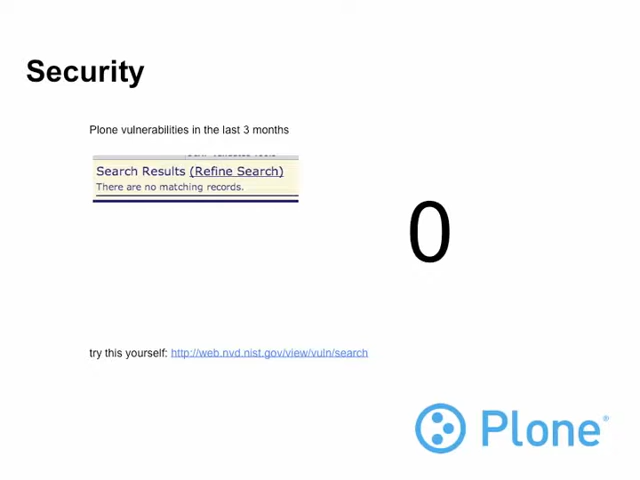 Security
Plone vulnerabilities in the last 3 months
Search Results (Refine Search)
There are no matching records.
0
try this yourself: http://web.nvd.nist.gov/view/vuln/search
Plone®